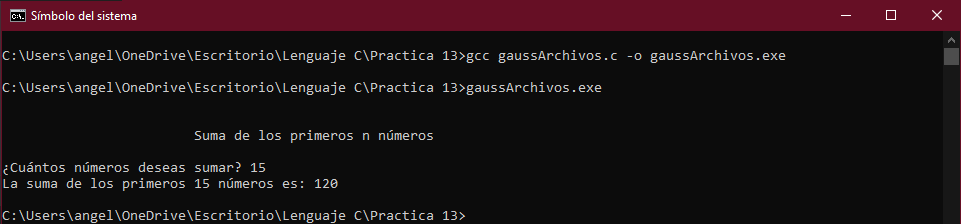 Símbolo del sistema
C:\Users\angel\OneDrive\Escritorio\Lenguaje C\Practica 13>gcc gaussArchivos.c -o gaussArchivos.exe
C:\Users\angel\OneDrive\Escritorio\Lenguaje C\Practica 13>gaussArchivos.exe
Suma de los primeros n números
¿Cuántos números deseas sumar? 15
La suma de los primeros 15 números es: 120
C:\Users\angel\OneDrive\Escritorio\Lenguaje C\Practica 13>